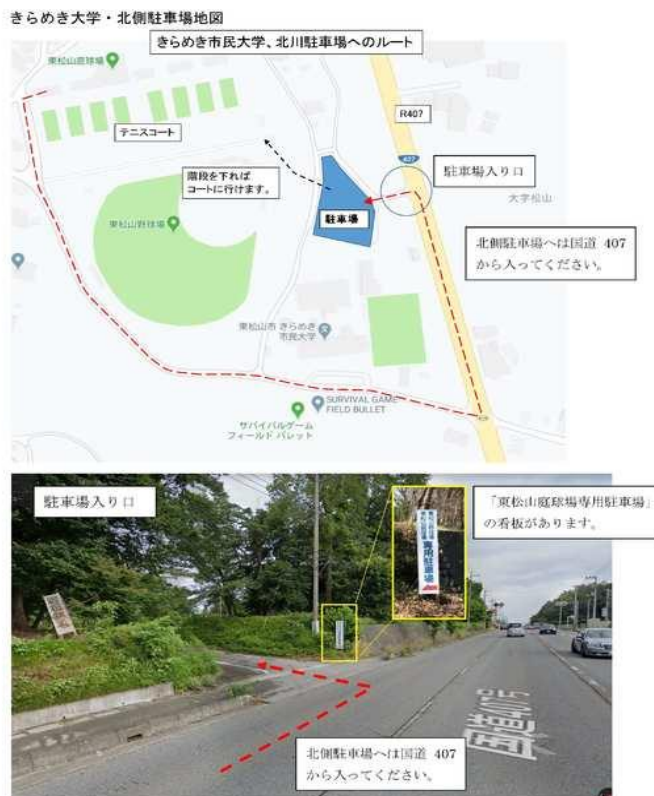 きらめき大学・北側駐車場地図
きらめき市民大学、北川駐車場へのルート
東松山庭球場
R407
テニスコート
407
駐車場入り口
階段を下れば
コートに行けます。
大字松山
駐車場
東松山野球場
北側駐車場へは国道 407
から入ってください。
東松山市 きらめき
市民大学
SURVIVAL GAME
FIELD BULLET
サバイバルゲーム
フィールド バレット
駐車場入り口
「東松山庭球場専用駐車場」
の看板があります。
専用駐車場
国道407号
北側駐車場へは国道 407
から入ってください。